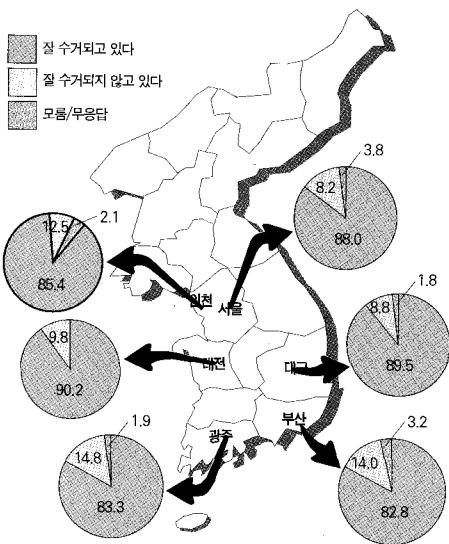 잘 수거되고 있다
잘 수거되지 않고 있다
모름/무응답
3.8
8.2
88.0
12.5
2.1
85.4
인천
서울
1.8
8.8
89.5
9.8
90.2
대전
대구
부산
광주
1.9
14.8
83.3
3.2
14.0
82.8